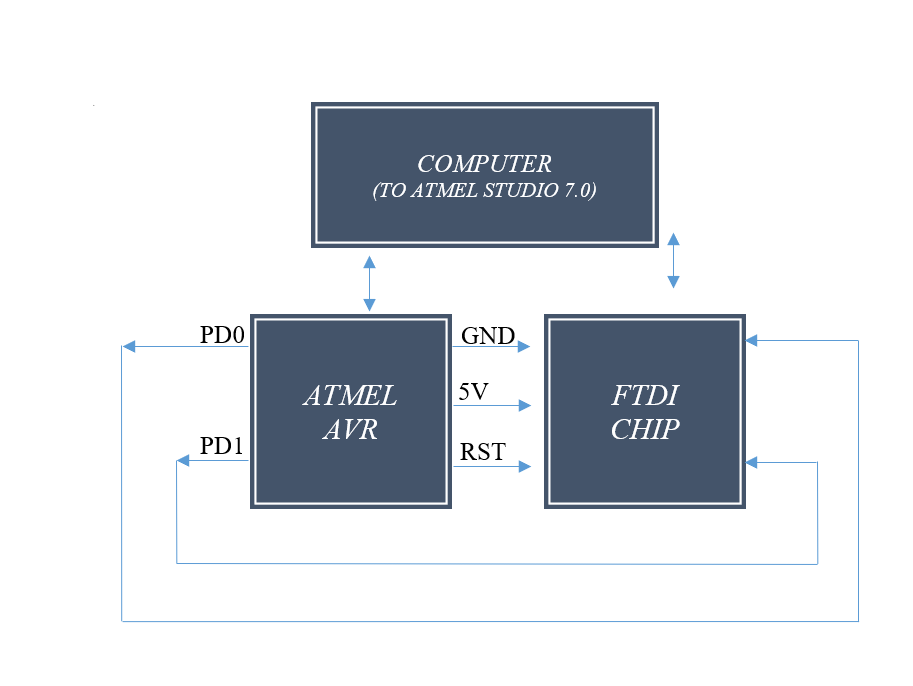 COMPUTER
(TO ATMEL STUDIO 7.0)
PD0
GND
ATMEL
AVR
5V
FTDI
CHIP
PD1
RST